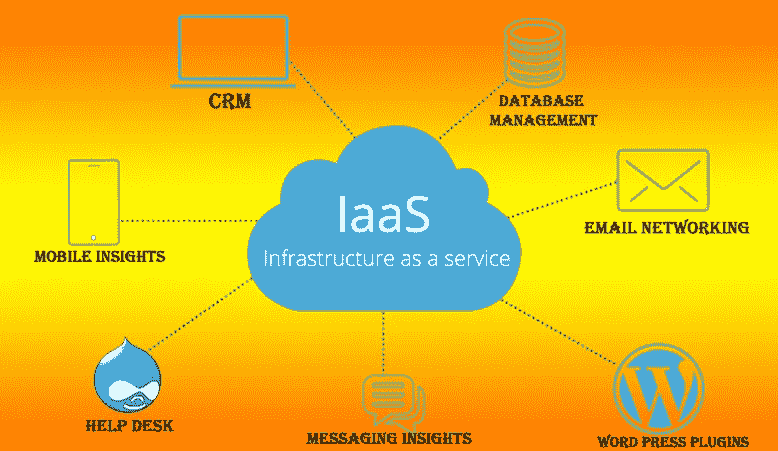 CRM
DATABASE
MANAGEMENT
IaaS
Infrastructure as a service
EMAIL NETWORKING
MOBILE INSIGHTS
HELP DESK
MESSAGING INSIGHTS
WORD PRESS PLUGINS